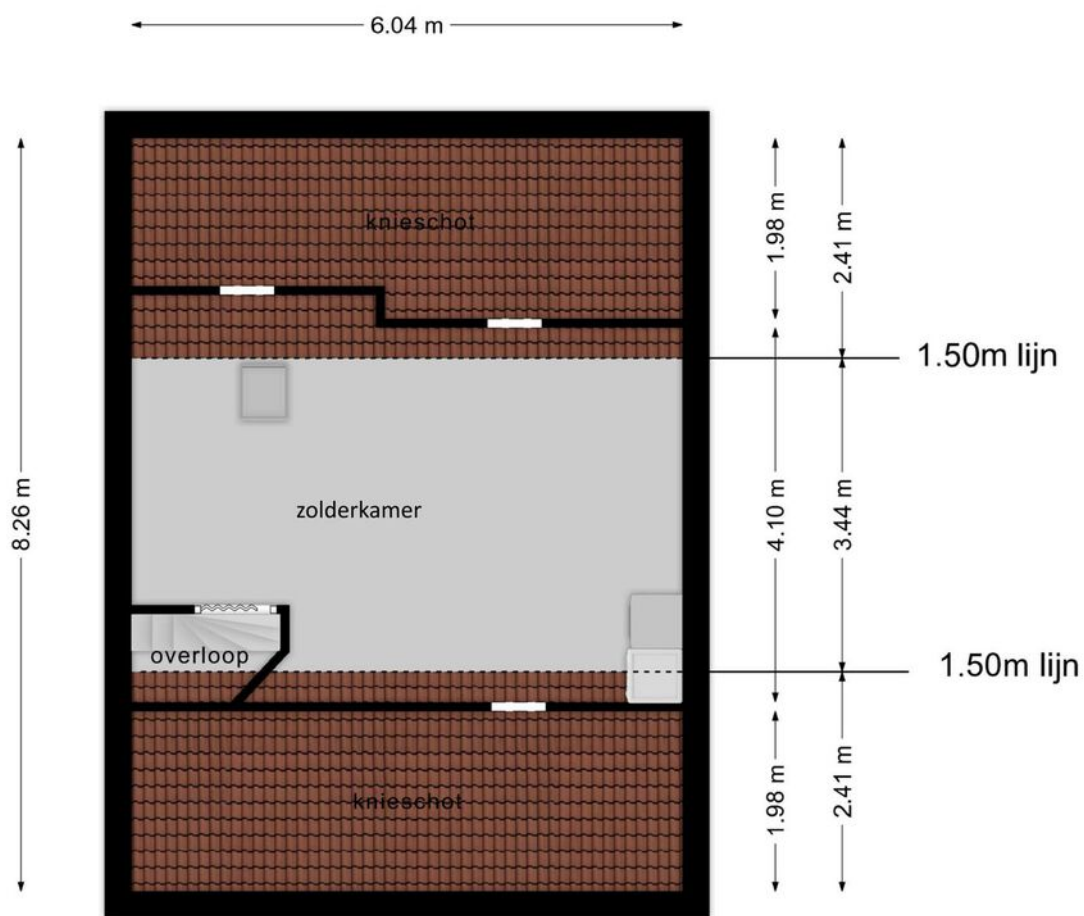 6.04 m
knieschot
1.98 m
2.41 m
1.50m lijn
8.26 m
zolderkamer
4.10 m
3.44 m
overloop
1.50m lijn
knieschot
1.98 m
2.41 m